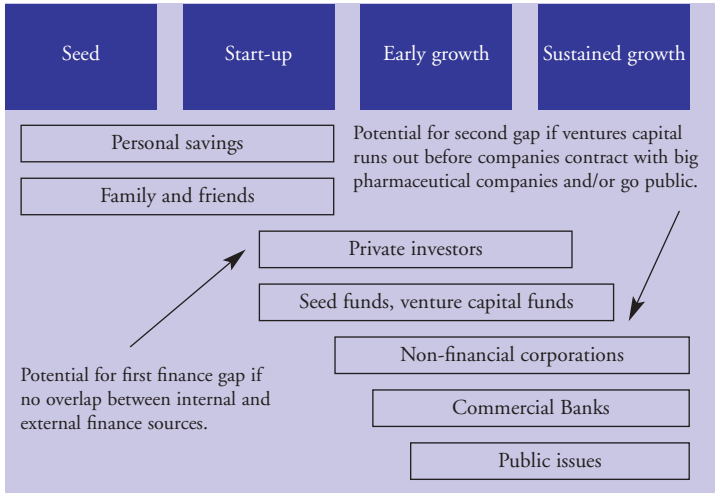 Seed
Start-up
Early growth
Sustained growth
Personal savings
Potential for second gap if ventures capital
runs out before companies contract with big
pharmaceutical companies and/or go public.
Family and friends
Private investors
Seed funds, venture capital funds
Non-financial corporations
Potential for first finance gap if
no overlap between internal and
external finance sources.
Commercial Banks
Public issues